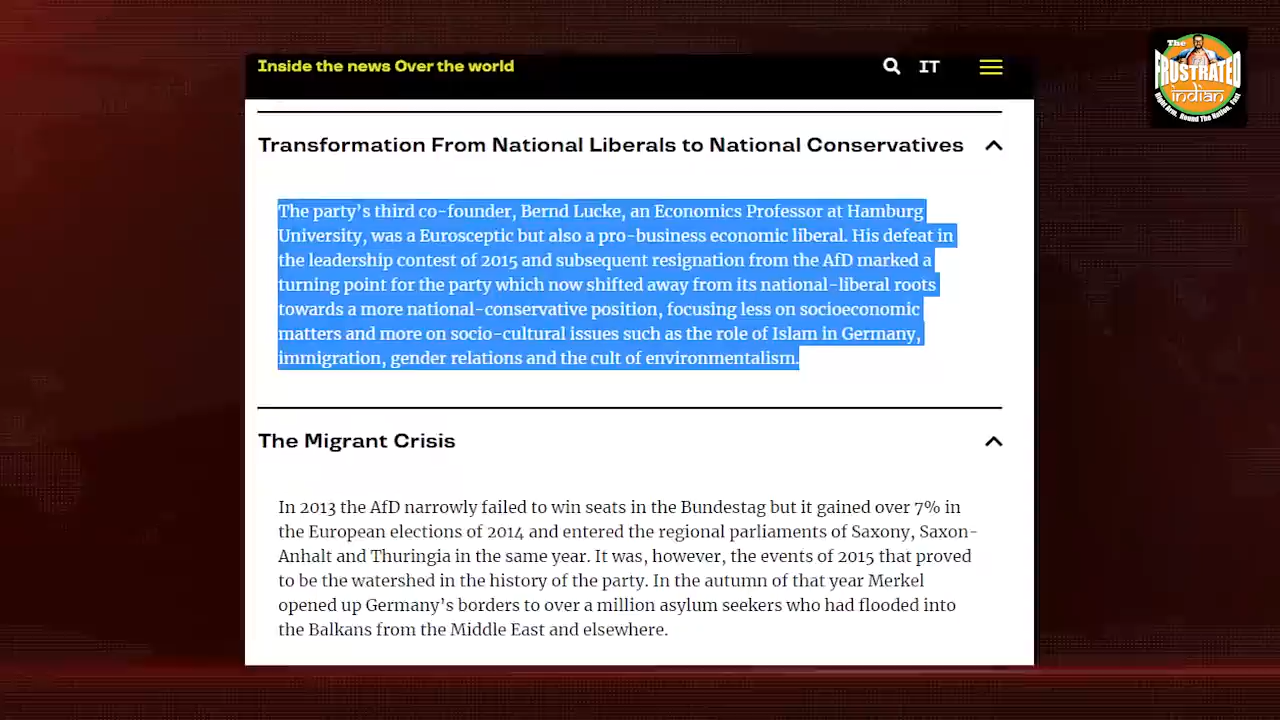 Inside the news Over the world
IT
The
FRUSTRATED
indian
Right Arm. Round The Nation. Fast
Transformation From National Liberals to National Conservatives
The party's third co-founder, Bernd Lucke, an Economics Professor at Hamburg
University, was a Eurosceptic but also a pro-business economic liberal. His defeat in
the leadership contest of 2015 and subsequent resignation from the AfD marked a
turning point for the party which now shifted away from its national-liberal roots
towards a more national-conservative position, focusing less on socioeconomic
matters and more on socio-cultural issues such as the role of Islam in Germany,
immigration, gender relations and the cult of environmentalism.
The Migrant Crisis
In 2013 the AfD narrowly failed to win seats in the Bundestag but it gained over 7% in
the European elections of 2014 and entered the regional parliaments of Saxony, Saxon-
Anhalt and Thuringia in the same year. It was, however, the events of 2015 that proved
to be the watershed in the history of the party. In the autumn of that year Merkel
opened up Germany's borders to over a million asylum seekers who had flooded into
the Balkans from the Middle East and elsewhere.